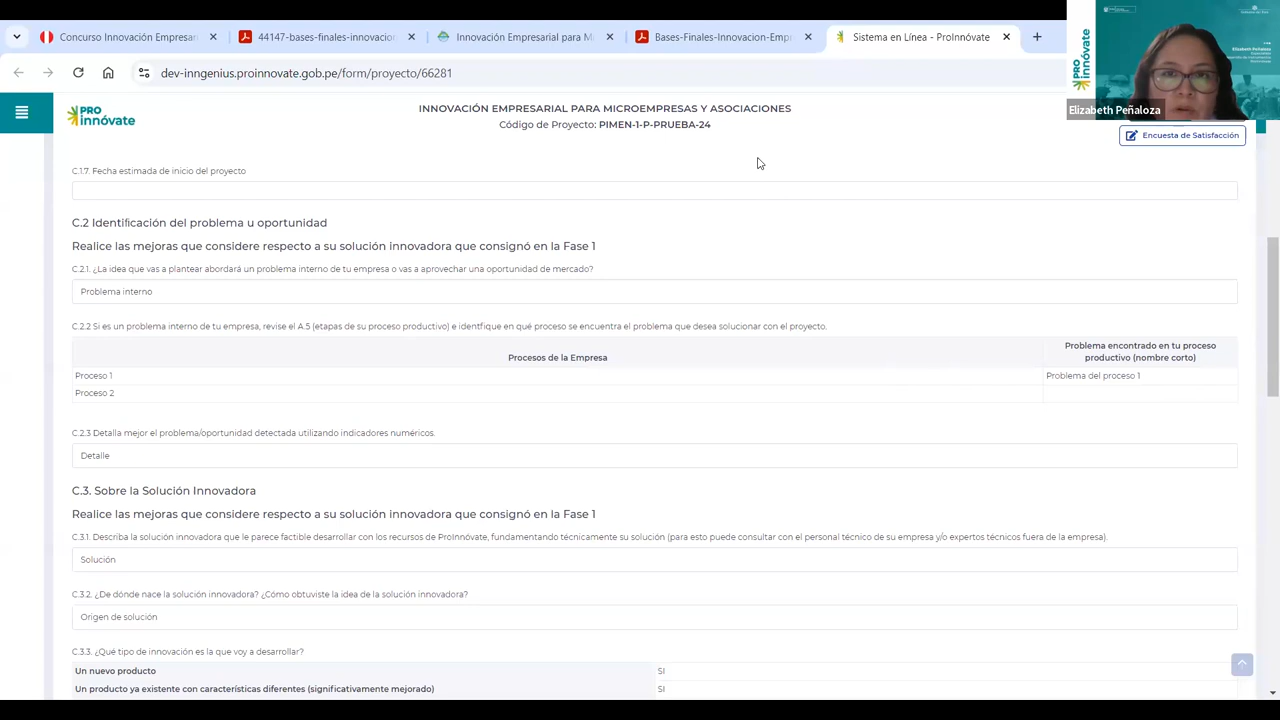 Concurso Innovación Empresar
44147-bases-finales-innovacion
Innovación Empresarial para Mi
Bases-Finales-Innovacion-Empr
Sistema en Línea - ProInnóvate
dev-inngenius.proinnovate.gob.pe/form/proyecto/66281
PRO innóvate
Elizabeth Peñaloza
PRO
innóvate
INNOVACIÓN EMPRESARIAL PARA MICROEMPRESAS Y ASOCIACIONES
Código de Proyecto: PIMEN-1-P-PRUEBA-24
Elizabeth Peñaloza
Encuesta de Satisfacción
C.1.7. Fecha estimada de inicio del proyecto
C.2 Identificación del problema u oportunidad
Realice las mejoras que considere respecto a su solución innovadora que consignó en la Fase 1
C.2.1. ¿La idea que vas a plantear abordará un problema interno de tu empresa o vas a aprovechar una oportunidad de mercado?
Problema interno
C.2.2 Si es un problema interno de tu empresa, revise el A.5 (etapas de su proceso productivo) e identfique en qué proceso se encuentra el problema que desea solucionar con el proyecto.
Procesos de la Empresa
Problema encontrado en tu proceso
productivo (nombre corto)
Proceso 1
Problema del proceso 1
Proceso 2
C.2.3 Detalla mejor el problema/oportunidad detectada utilizando indicadores numéricos.
Detalle
C.3. Sobre la Solución Innovadora
Realice las mejoras que considere respecto a su solución innovadora que consignó en la Fase 1
C.3.1. Describa la solución innovadora que le parece factible desarrollar con los recursos de ProInnóvate, fundamentando técnicamente su solución (para esto puede consultar con el personal técnico de su empresa y/o expertos técnicos fuera de la empresa).
Solución
C.3.2. ¿De dónde nace la solución innovadora? ¿Cómo obtuviste la idea de la solución innovadora?
Origen de solución
C.3.3. ¿Qué tipo de innovación es la que voy a desarrollar?
Un nuevo producto
SI
Un producto ya existente con características diferentes (significativamente mejorado)
SI